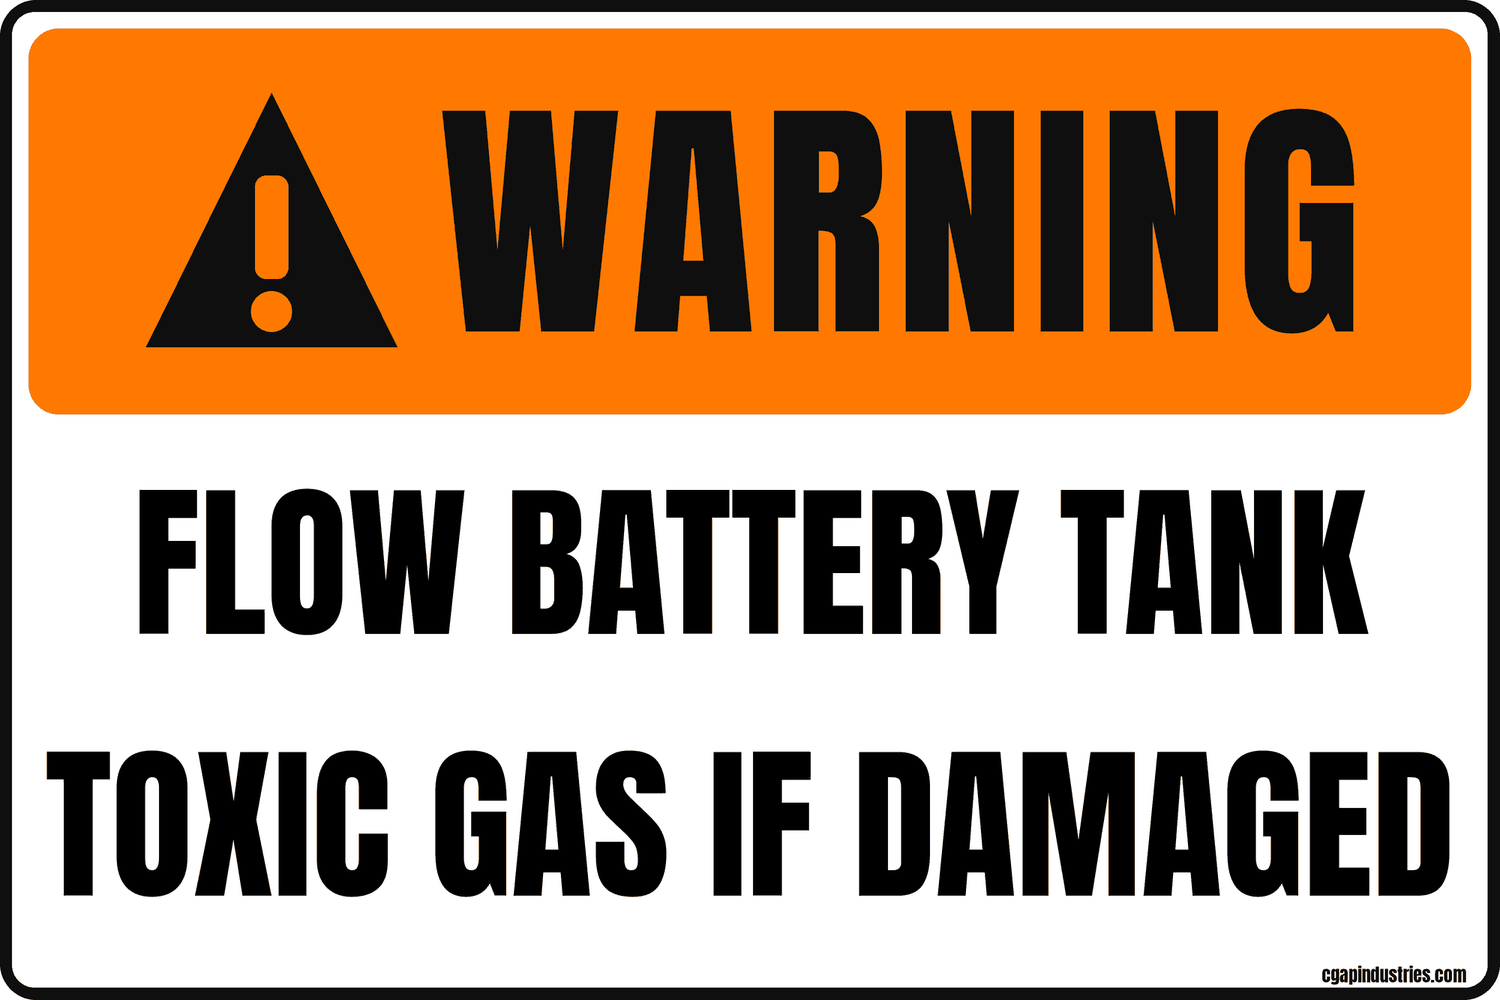 WARNING
FLOW BATTERY TANK
TOXIC GAS IF DAMAGED
cgapindustries.com